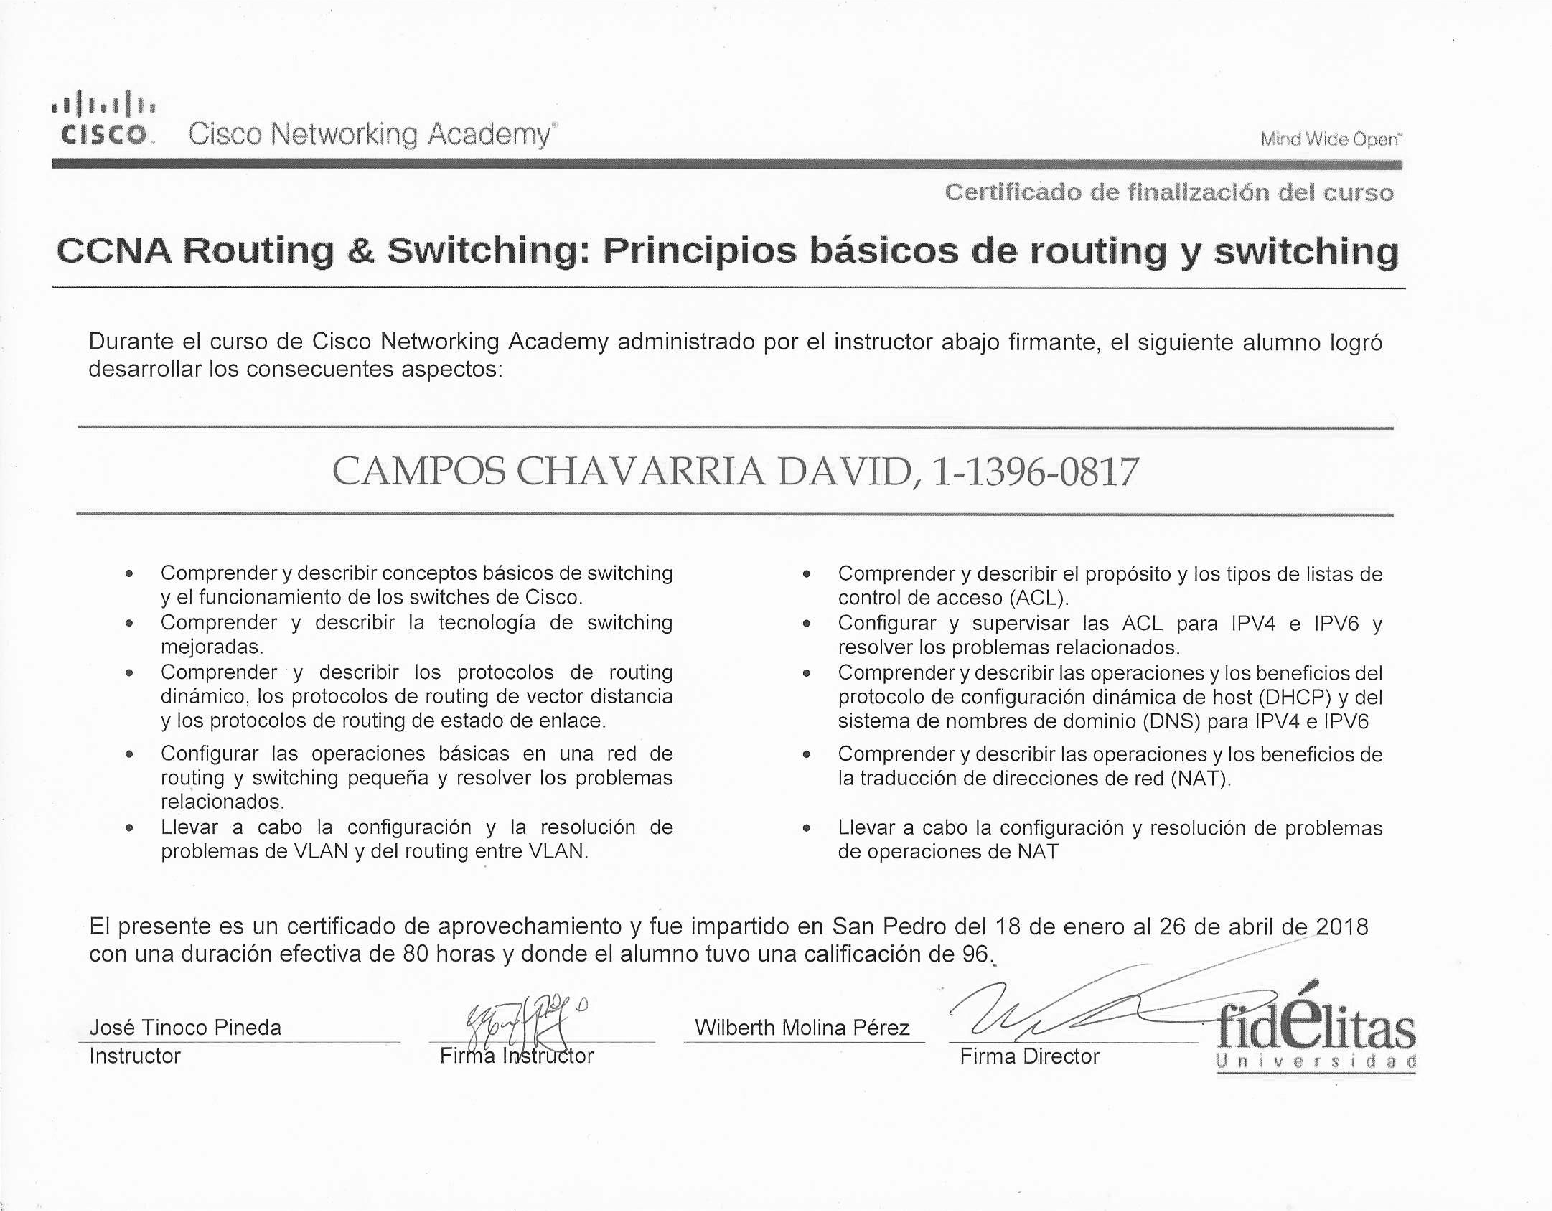 CISCO. Cisco Networking Academy®
Mind Wide Open™
Certificado de finalización del curso
CCNA Routing & Switching: Principios básicos de routing y switching
Durante el curso de Cisco Networking Academy administrado por el instructor abajo firmante, el siguiente alumno logró
desarrollar los consecuentes aspectos:
CAMPOS CHAVARRIA DAVID, 1-1396-0817
• Comprender y describir conceptos básicos de switching
y el funcionamiento de los switches de Cisco.
• Comprender y describir la tecnología de switching
mejoradas.
• Comprender y describir los protocolos de routing
dinámico, los protocolos de routing de vector distancia
y los protocolos de routing de estado de enlace.
• Configurar las operaciones básicas en una red de
routing y switching pequeña y resolver los problemas
relacionados.
• Llevar a cabo la configuración y la resolución de
problemas de VLAN y del routing entre VLAN.
• Comprender y describir el propósito y los tipos de listas de
control de acceso (ACL).
• Configurar y supervisar las ACL para IPV4 e IPV6 y
resolver los problemas relacionados.
• Comprender y describir las operaciones y los beneficios del
protocolo de configuración dinámica de host (DHCP) y del
sistema de nombres de dominio (DNS) para IPV4 e IPV6
• Comprender y describir las operaciones y los beneficios de
la traducción de direcciones de red (NAT).
• Llevar a cabo la configuración y resolución de problemas
de operaciones de NAT
El presente es un certificado de aprovechamiento y fue impartido en San Pedro del 18 de enero al 26 de abril de 2018
con una duración efectiva de 80 horas y donde el alumno tuvo una calificación de 96.
José Tinoco Pineda
Instructor
Firma Instructor
Wilberth Molina Pérez
Firma Director
fidélitas
Universidad